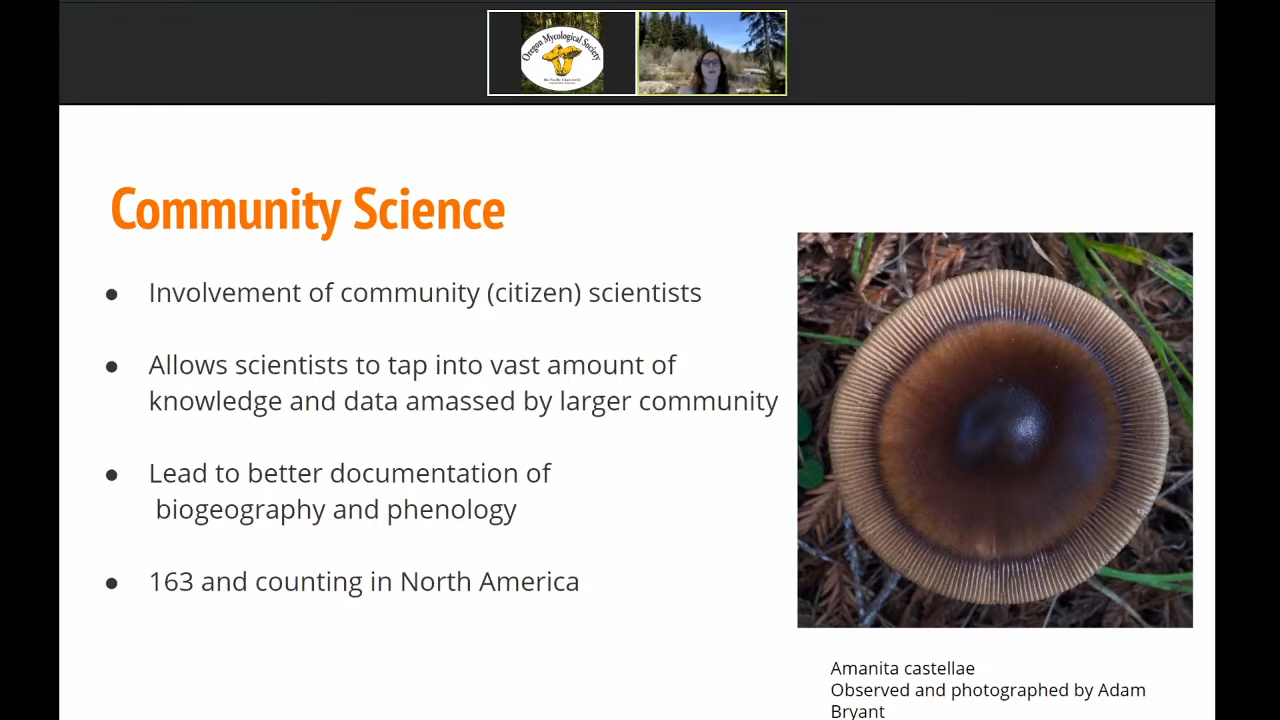 Oregon Mycological Society
Community Science
● Involvement of community (citizen) scientists
● Allows scientists to tap into vast amount of
knowledge and data amassed by larger community
● Lead to better documentation of
biogeography and phenology
● 163 and counting in North America
Amanita castellae
Observed and photographed by Adam
Bryant